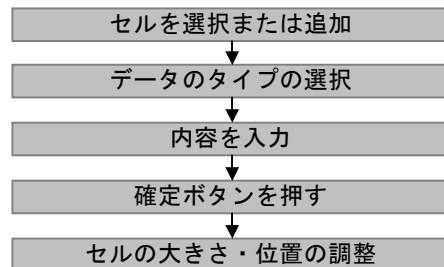 セルを選択または追加
データのタイプの選択
内容を入力
確定ボタンを押す
セルの大きさ・位置の調整